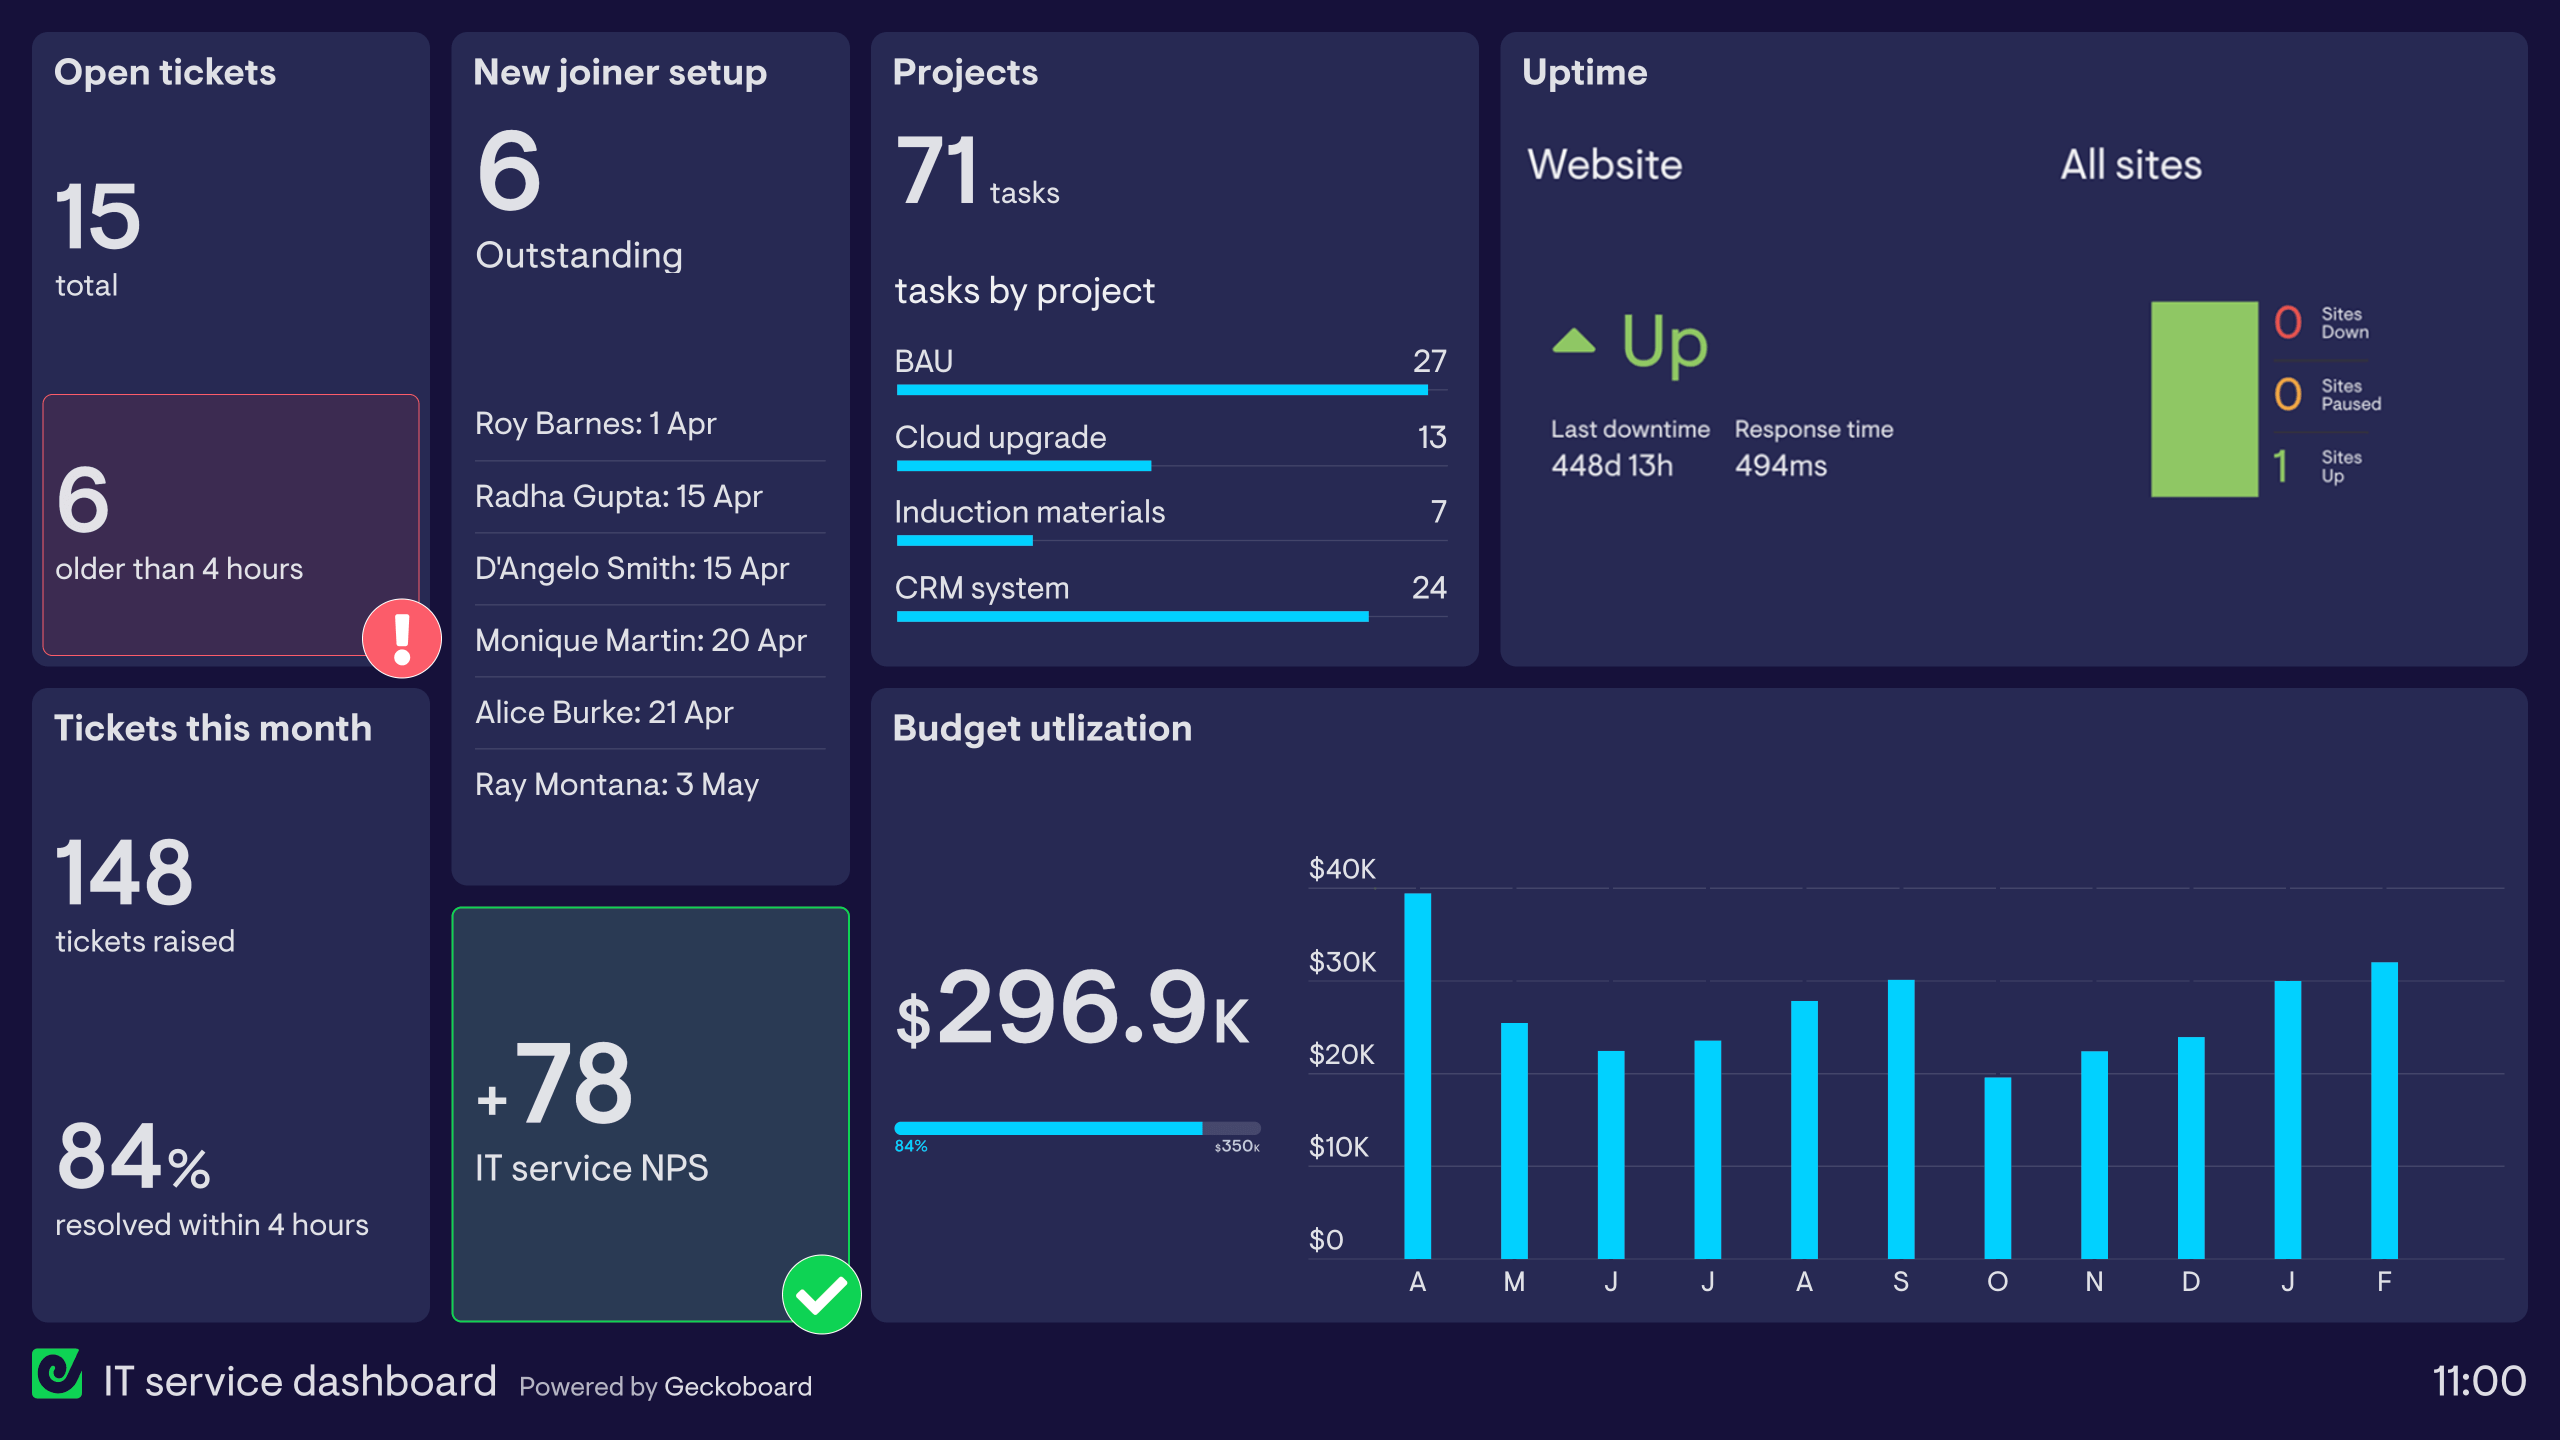 Open tickets
15
total
6
older than 4 hours
!
Tickets this month
148
tickets raised
84%
resolved within 4 hours
New joiner setup
6
Outstanding
Roy Barnes: 1 Apr
Radha Gupta: 15 Apr
D'Angelo Smith: 15 Apr
Monique Martin: 20 Apr
Alice Burke: 21 Apr
Ray Montana: 3 May
+78
IT service NPS
Projects
71 tasks
tasks by project
BAU 27
Cloud upgrade 13
Induction materials 7
CRM system 24
Uptime
Website
Up
Last downtime Response time
448d 13h 494ms
All sites
0 Sites Down
0 Sites Paused
1 Sites Up
Budget utlization
$296.9K
84% $350K
$40K
$30K
$20K
$10K
$0
A M J J A S O N D J F
IT service dashboard Powered by Geckoboard
11:00